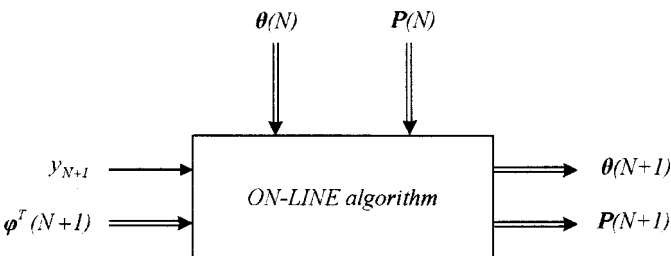 θ(N) P(N)
y_{N+1} θ(N+1)
ON-LINE algorithm
φ^T (N+1) P(N+1)